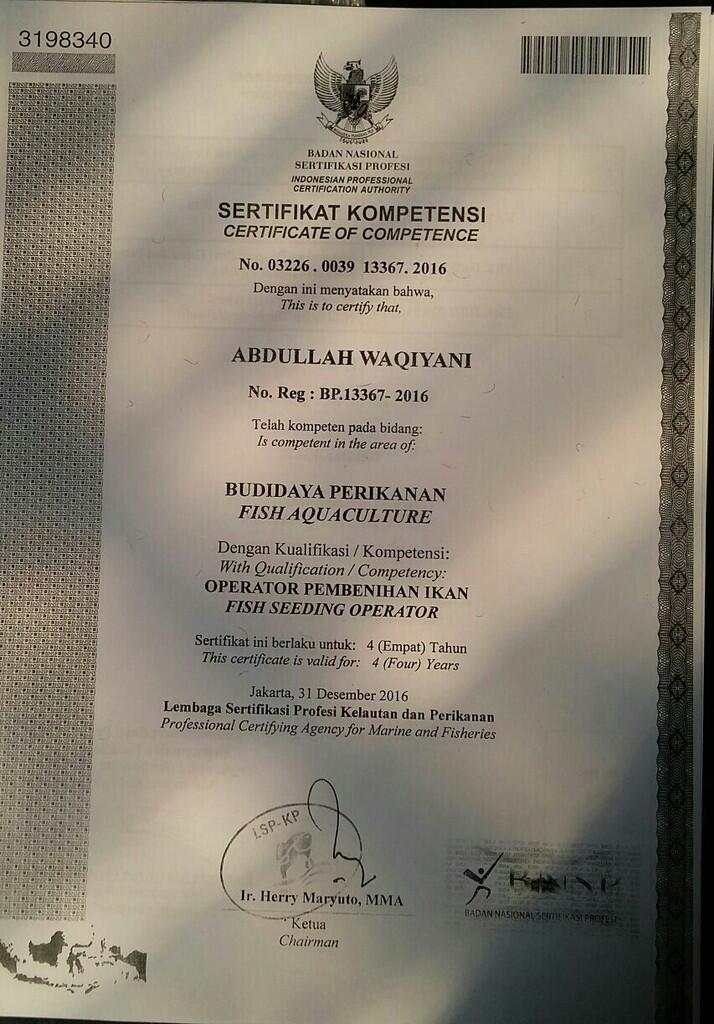 3198340
BADAN NASIONAL
SERTIFIKASI PROFESI
INDONESIAN PROFESSIONAL
CERTIFICATION AUTHORITY
SERTIFIKAT KOMPETENSI
CERTIFICATE OF COMPETENCE
No. 03226 . 0039 13367. 2016
Dengan ini menyatakan bahwa,
This is to certify that,
ABDULLAH WAQIYANI
No. Reg : BP.13367- 2016
Telah kompeten pada bidang:
Is competent in the area of:
BUDIDAYA PERIKANAN
FISH AQUACULTURE
Dengan Kualifikasi / Kompetensi:
With Qualification / Competency:
OPERATOR PEMBENIHAN IKAN
FISH SEEDING OPERATOR
Sertifikat ini berlaku untuk: 4 (Empat) Tahun
This certificate is valid for: 4 (Four) Years
Jakarta, 31 Desember 2016
Lembaga Sertifikasi Profesi Kelautan dan Perikanan
Professional Certifying Agency for Marine and Fisheries
LSP-KP
Ir. Herry Maryuto, MMA
Ketua
Chairman
BADAN NASIONAL SERTIFIKASI PROFESI